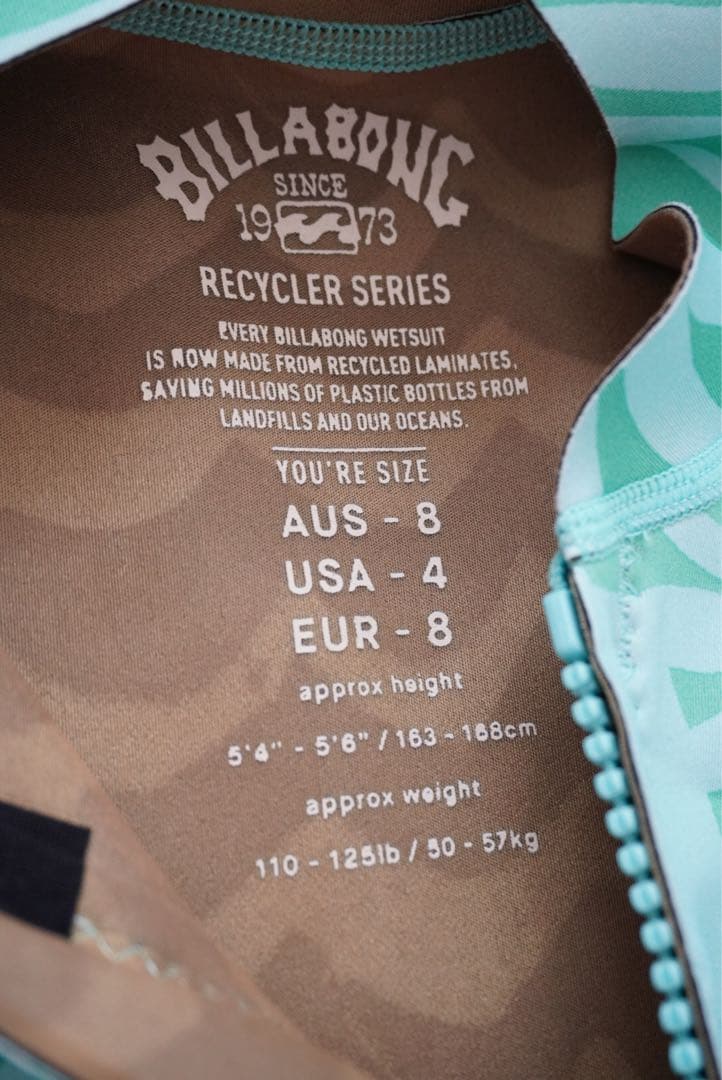 BILLABONG
SINCE
1973
RECYCLER SERIES
EVERY BILLABONG WETSUIT
IS NOW MADE FROM RECYCLED LAMINATES,
SAVING MILLIONS OF PLASTIC BOTTLES FROM
LANDFILLS AND OUR OCEANS.
YOU'RE SIZE
AUS - 8
USA - 4
EUR - 8
approx height
5'4" - 5'6" / 163 - 168cm
approx weight
110 - 125lb / 50 - 57kg